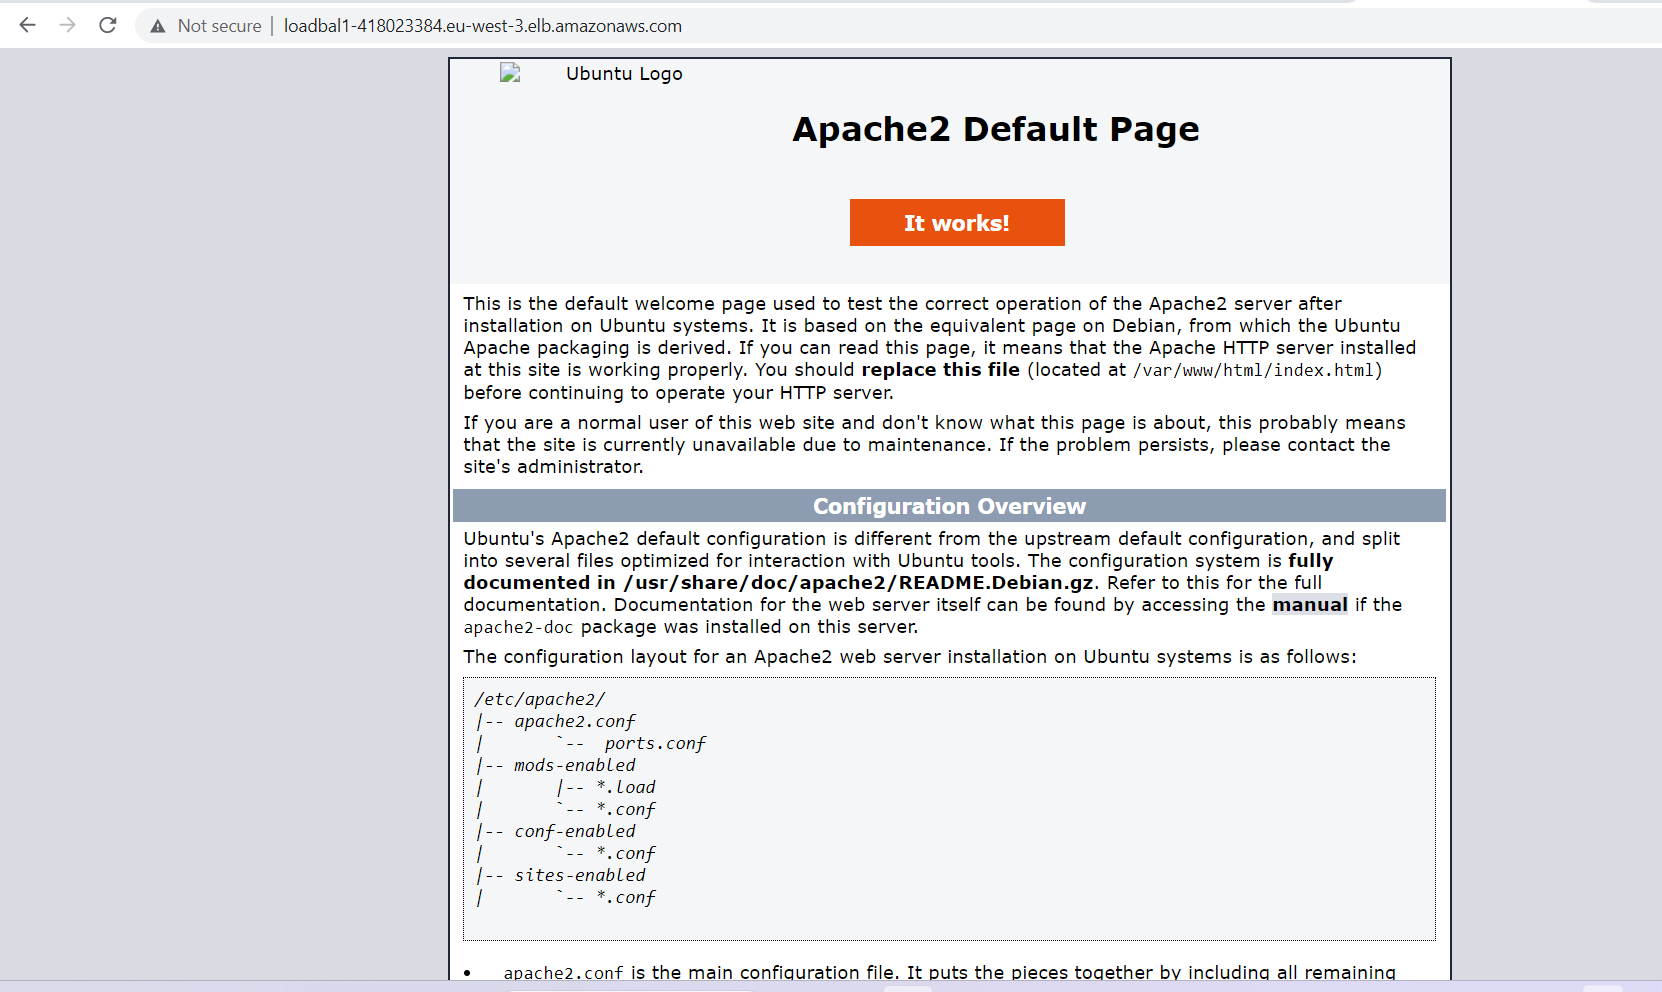 Not secure | loadbal1-418023384.eu-west-3.elb.amazonaws.com
Ubuntu Logo
Apache2 Default Page
It works!
This is the default welcome page used to test the correct operation of the Apache2 server after
installation on Ubuntu systems. It is based on the equivalent page on Debian, from which the Ubuntu
Apache packaging is derived. If you can read this page, it means that the Apache HTTP server installed
at this site is working properly. You should replace this file (located at /var/www/html/index.html)
before continuing to operate your HTTP server.
If you are a normal user of this web site and don't know what this page is about, this probably means
that the site is currently unavailable due to maintenance. If the problem persists, please contact the
site's administrator.
Configuration Overview
Ubuntu's Apache2 default configuration is different from the upstream default configuration, and split
into several files optimized for interaction with Ubuntu tools. The configuration system is fully
documented in /usr/share/doc/apache2/README.Debian.gz. Refer to this for the full
documentation. Documentation for the web server itself can be found by accessing the manual if the
apache2-doc package was installed on this server.
The configuration layout for an Apache2 web server installation on Ubuntu systems is as follows:
/etc/apache2/
|-- apache2.conf
|       `--  ports.conf
|-- mods-enabled
|       |-- *.load
|       `-- *.conf
|-- conf-enabled
|       `-- *.conf
|-- sites-enabled
|       `-- *.conf
• apache2.conf is the main configuration file. It puts the pieces together by including all remaining